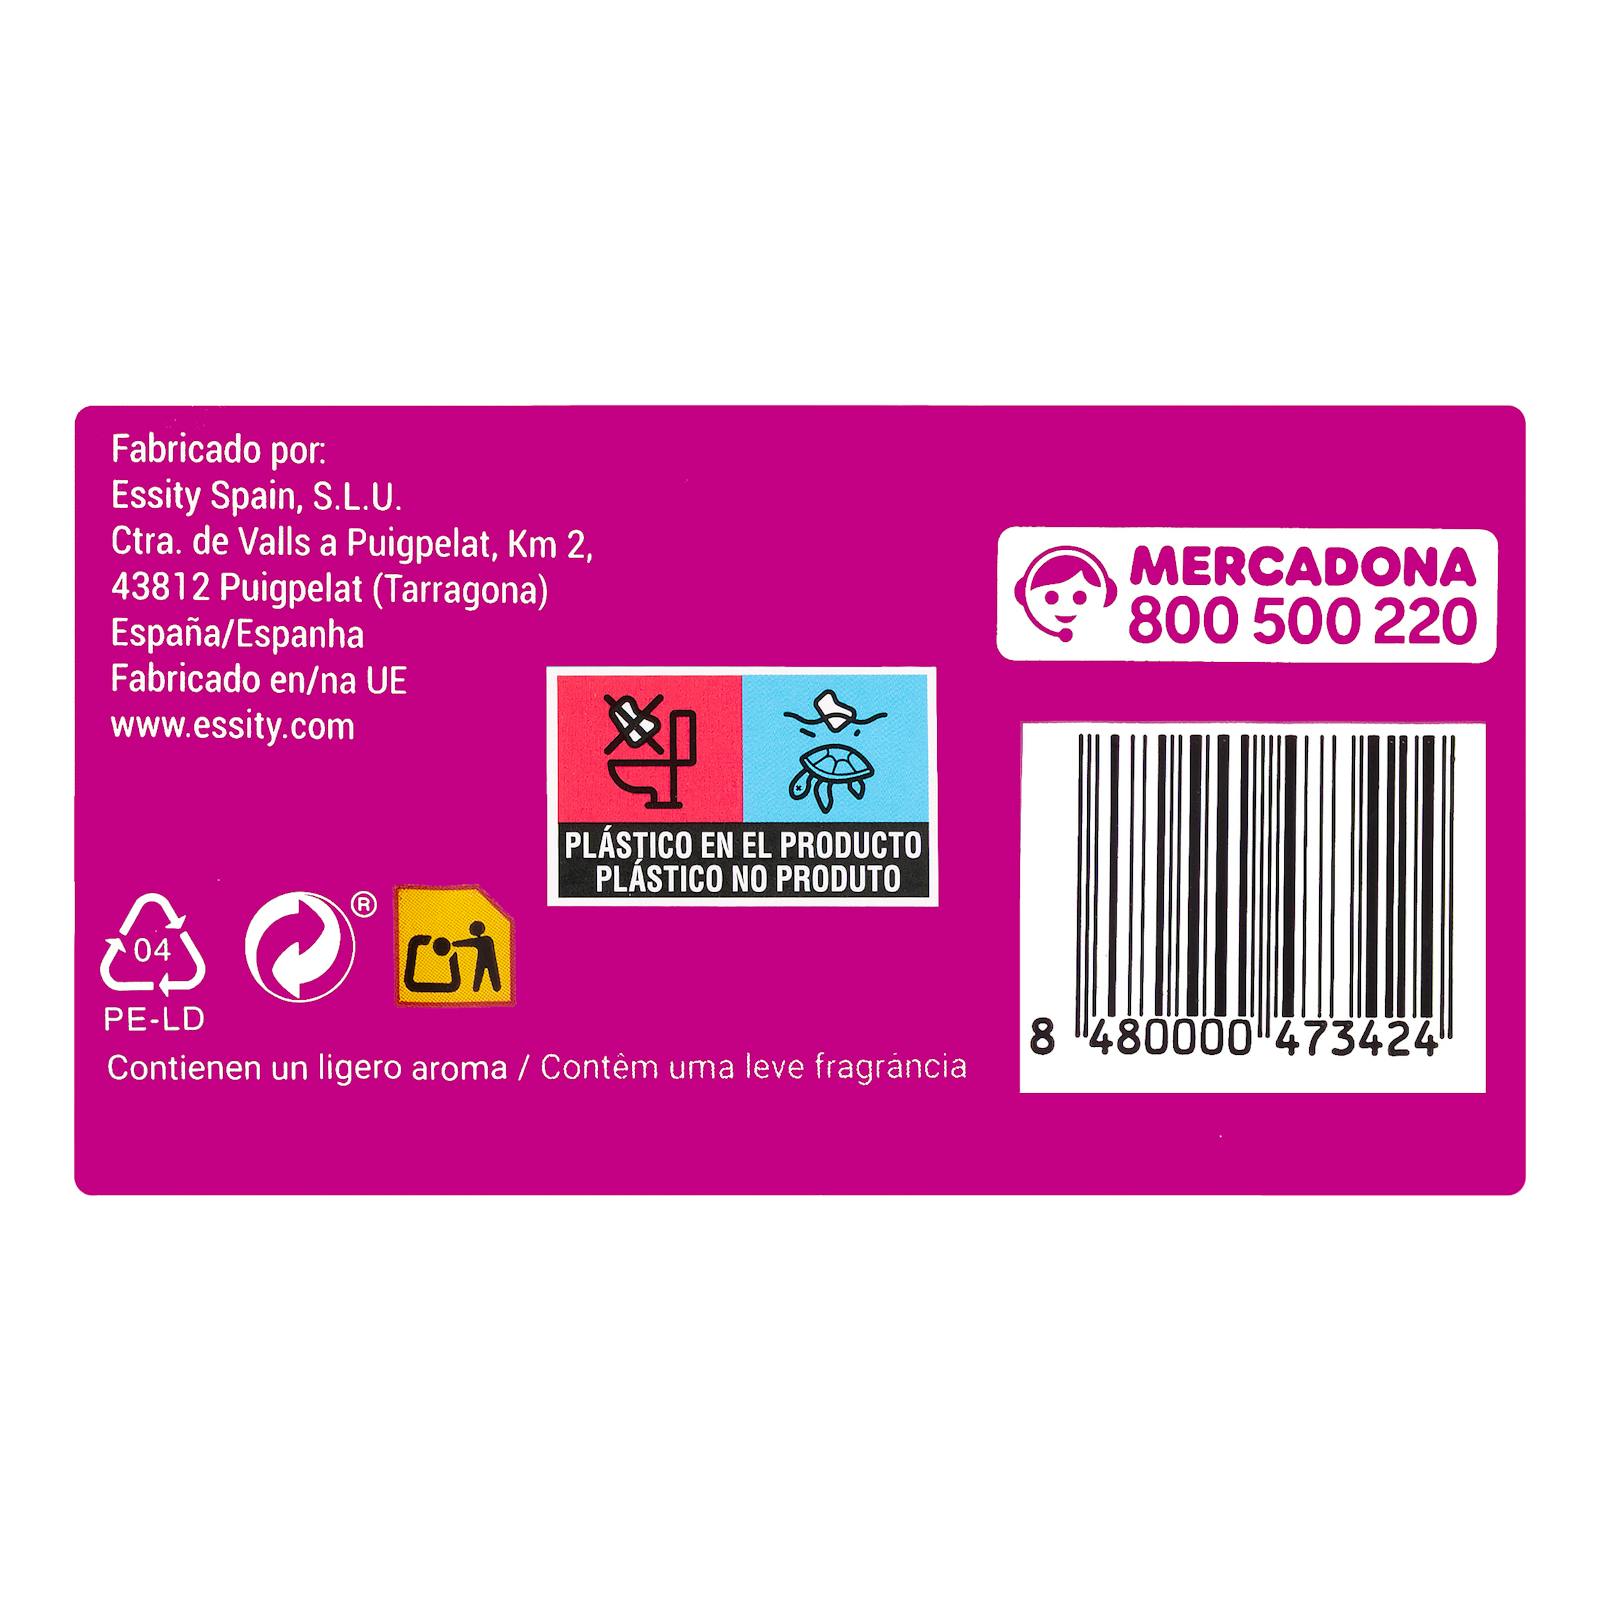 Fabricado por:
Essity Spain, S.L.U.
Ctra. de Valls a Puigpelat, Km 2,
43812 Puigpelat (Tarragona)
España/Espanha
Fabricado en/na UE
www.essity.com
MERCADONA
800 500 220
PLÁSTICO EN EL PRODUCTO
PLÁSTICO NO PRODUTO
04
PE-LD
®
Contienen un ligero aroma / Contêm uma leve fragrância
8 480000 473424